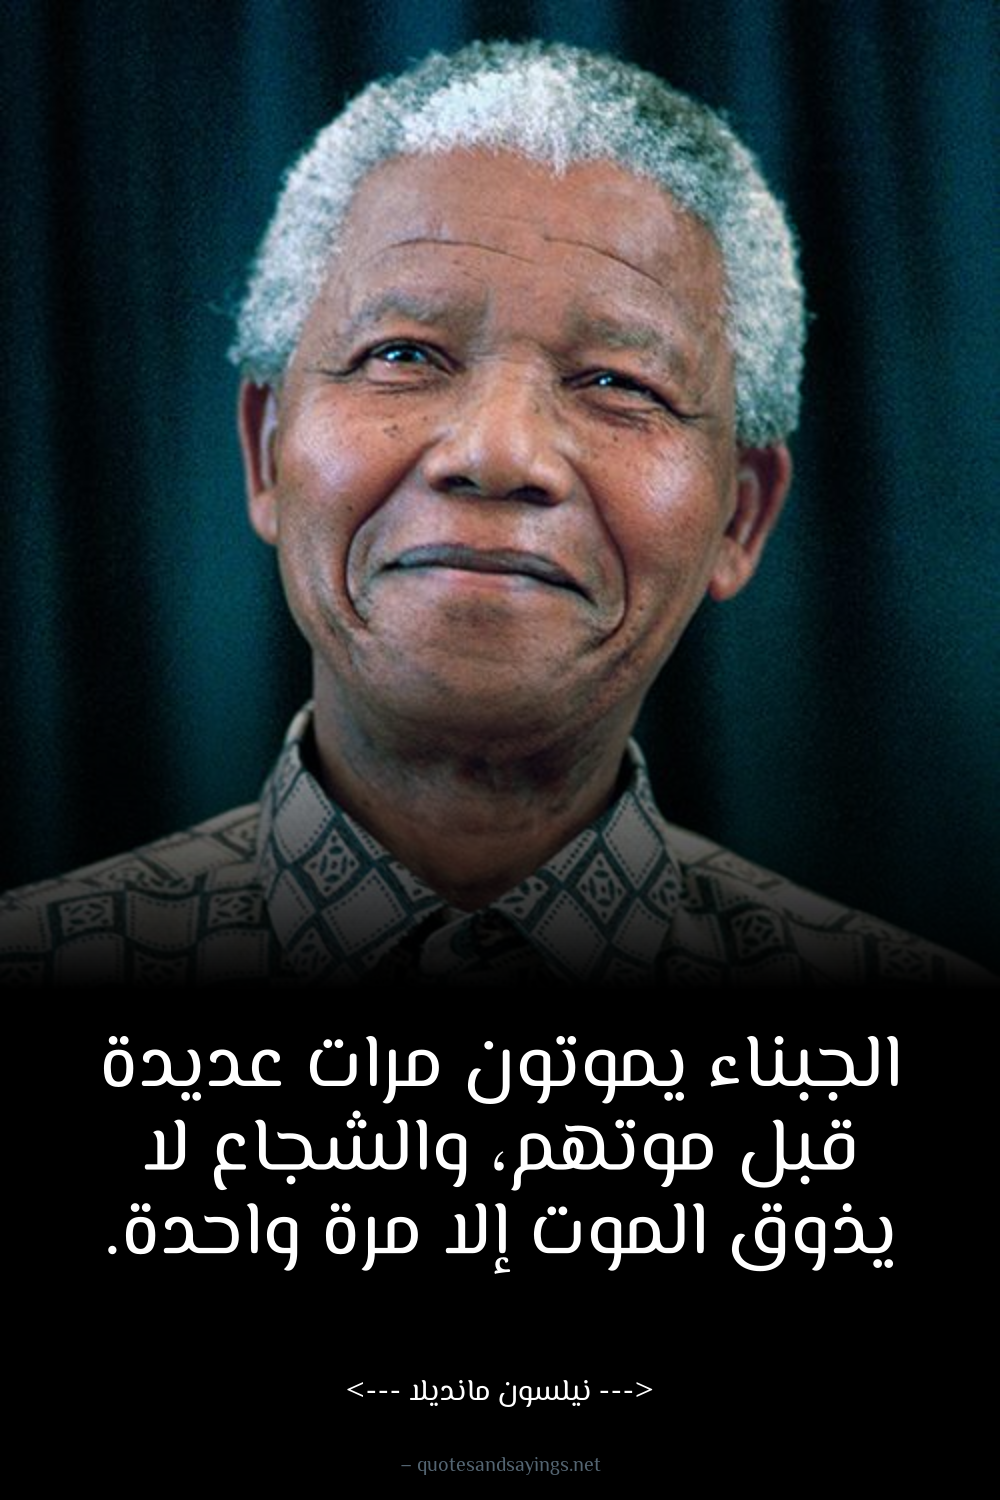 الجبناء يموتون مرات عديدة
قبل موتهم، والشجاع لا
يذوق الموت إلا مرة واحدة.
<--- نيلسون مانديلا --->
– quotesandsayings.net